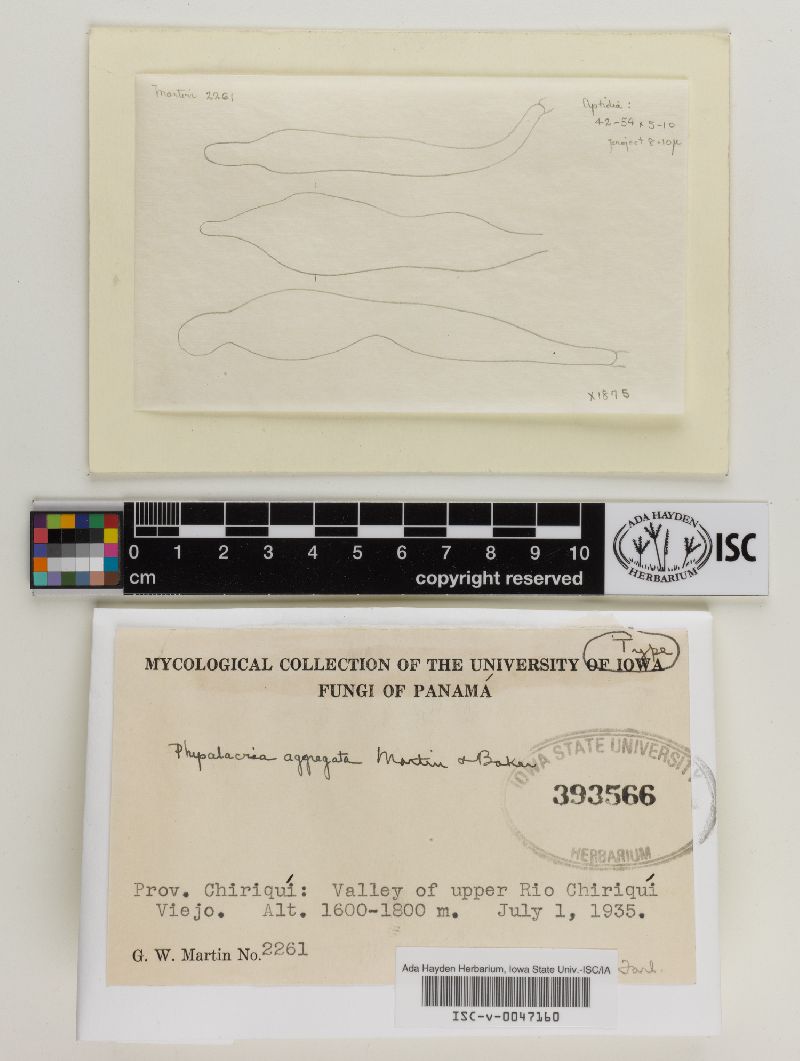 Martin 2261
Cystidia:
42-54 x 5-10
project 8-10µ
X1875
0 1 2 3 4 5 6 7 8 9 10
cm
copyright reserved
ADA HAYDEN
HERBARIUM
ISC
Type
MYCOLOGICAL COLLECTION OF THE UNIVERSITY OF IOWA
FUNGI OF PANAMÁ
Physalacria aggregata Martin & Baker
IOWA STATE UNIVERSITY
393566
HERBARIUM
Prov. Chiriquí: Valley of upper Rio Chiriquí
Viejo. Alt. 1600-1800 m. July 1, 1935.
G. W. Martin No. 2261
Ada Hayden Herbarium, Iowa State Univ.-ISC/IA
ISC-v-0047160